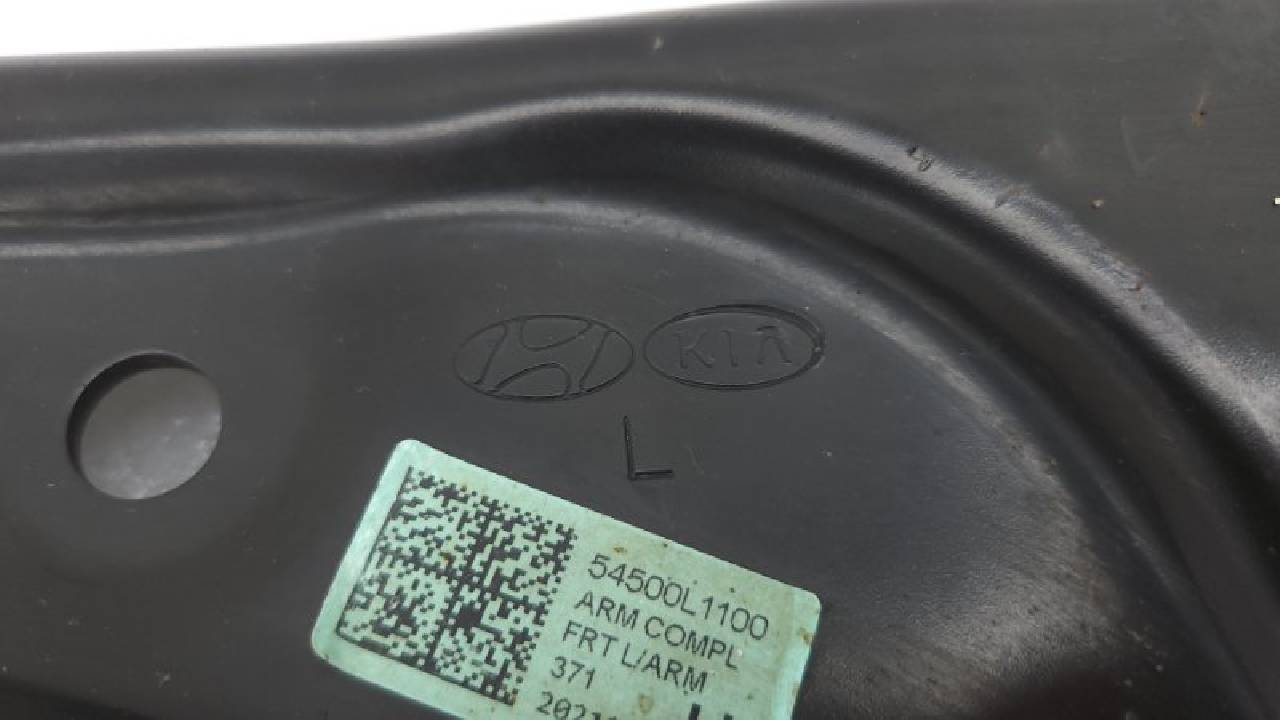 KIA
L
54500L1100
ARM COMPL
FRT L/ARM
371